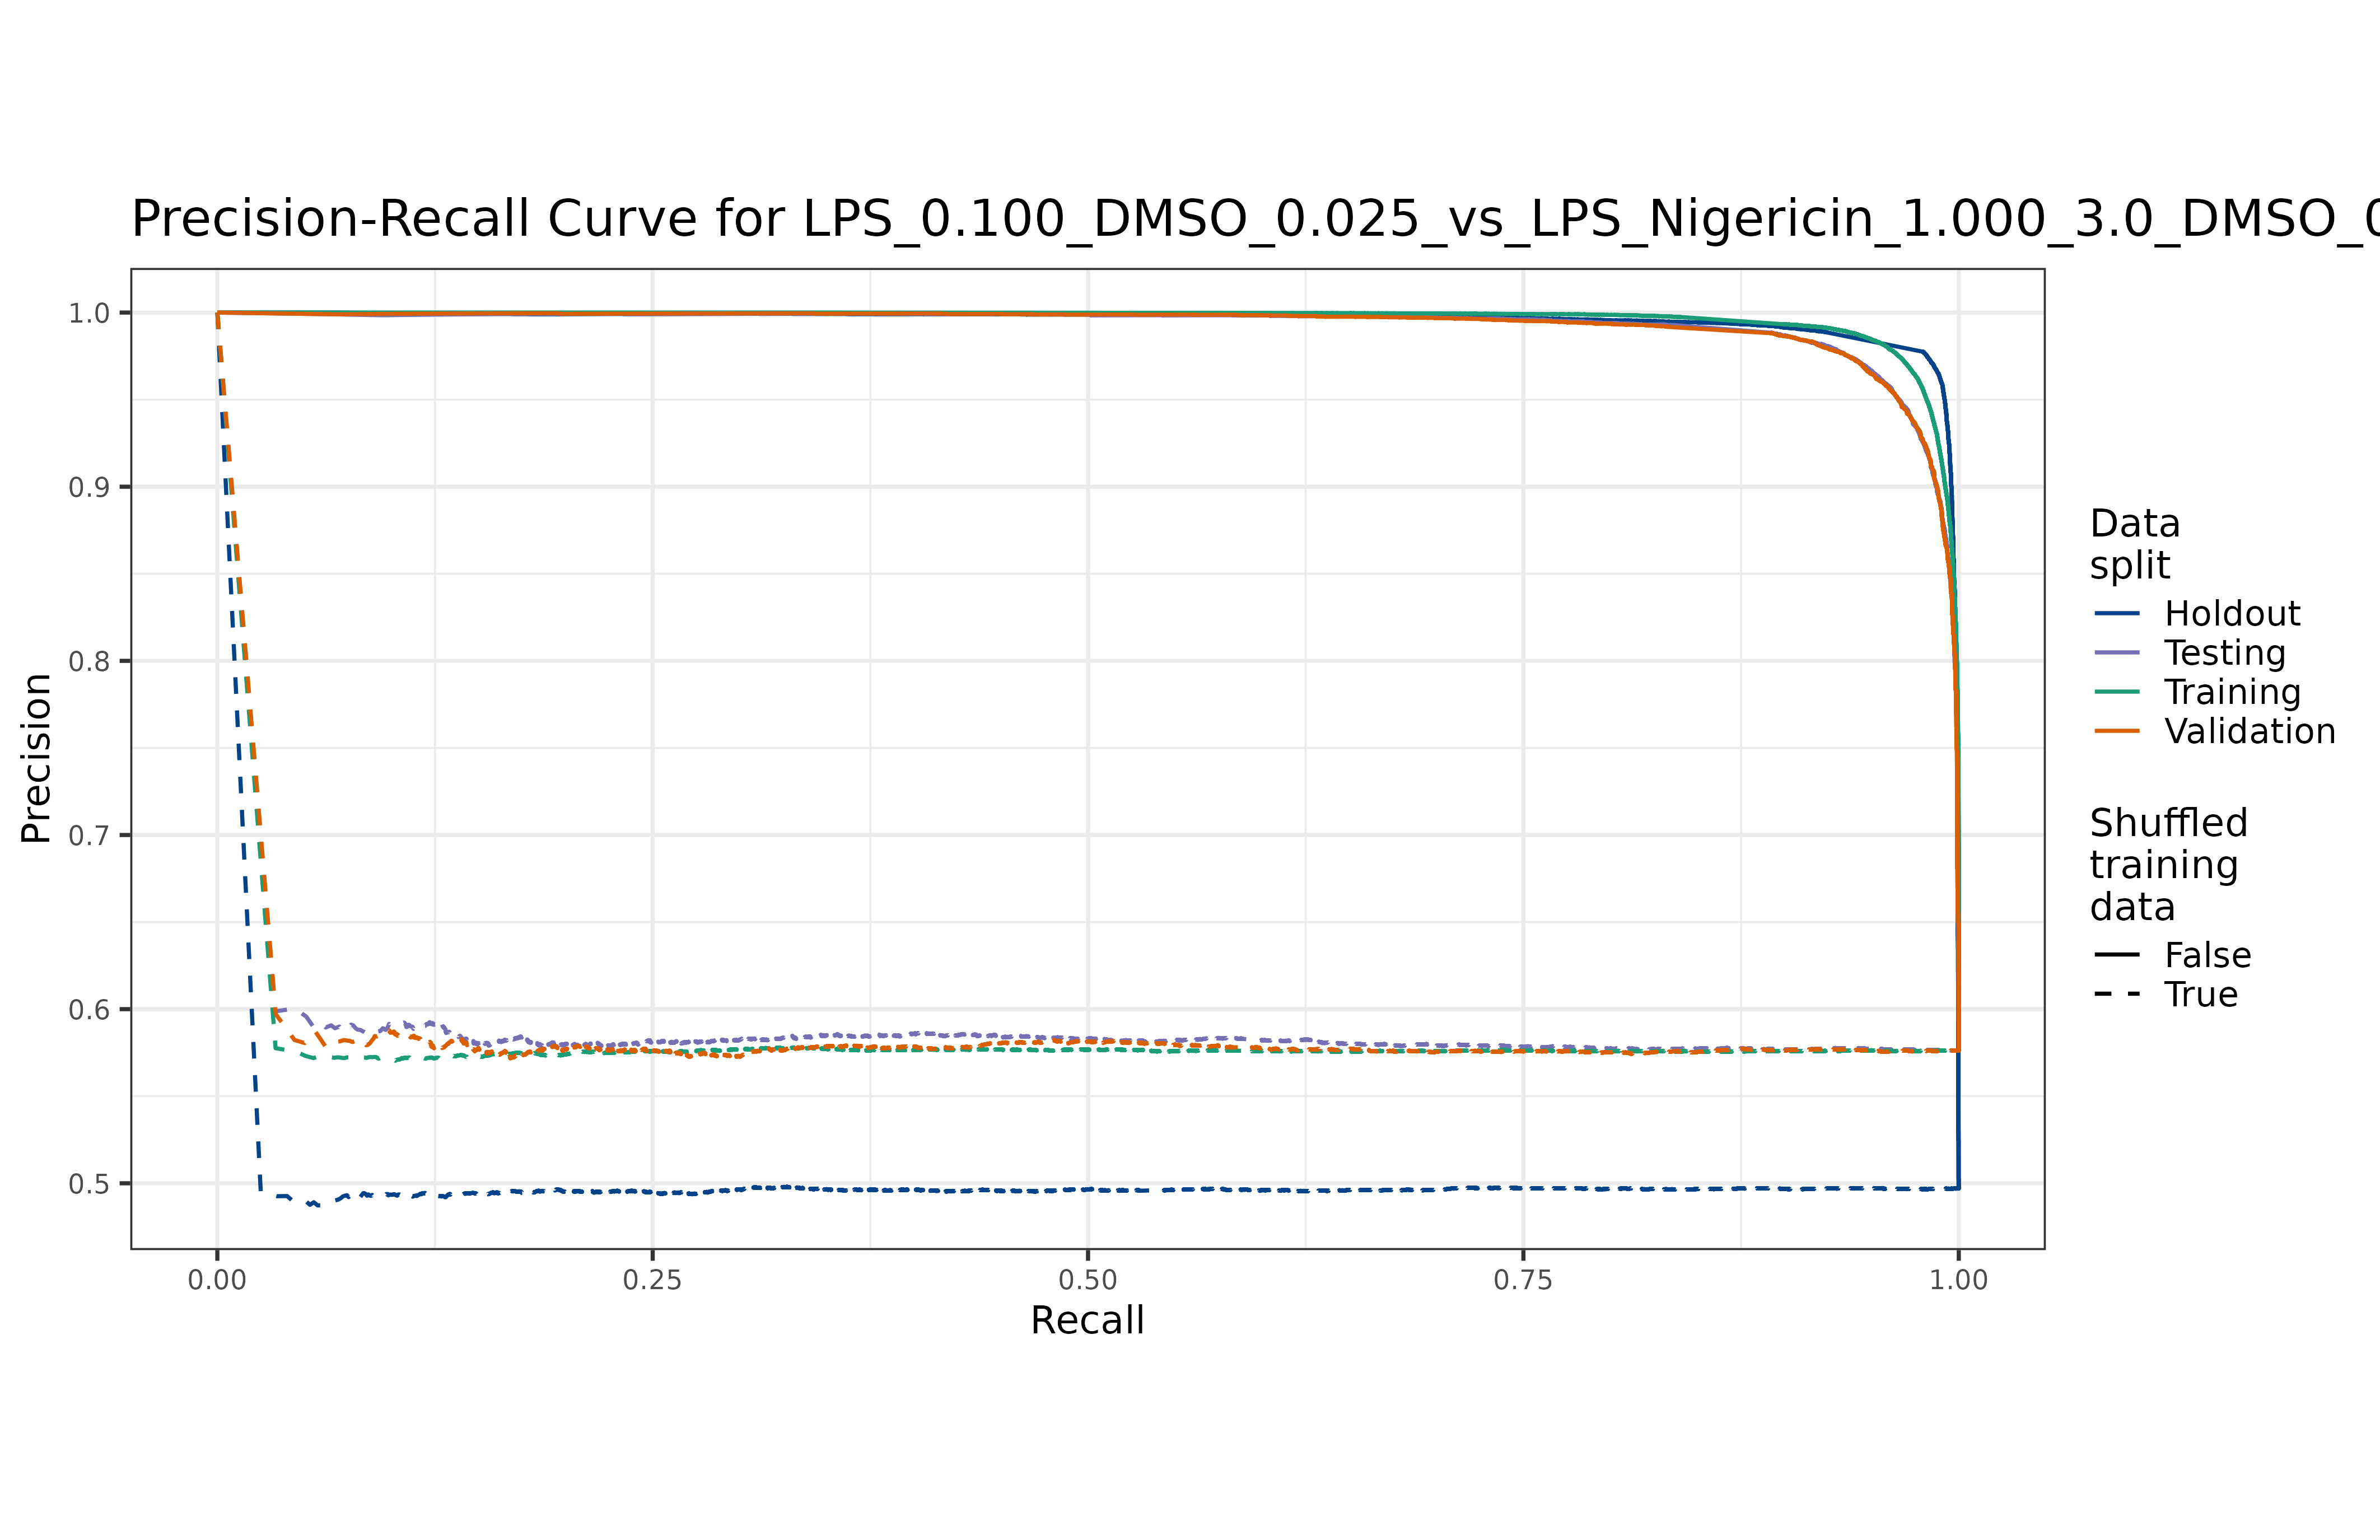 Precision-Recall Curve for LPS_0.100_DMSO_0.025_vs_LPS_Nigericin_1.000_3.0_DMSO_0
1.0
0.9
0.8
0.7
0.6
0.5
Precision
0.00
0.25
0.50
0.75
1.00
Recall
Data
split
Holdout
Testing
Training
Validation
Shuffled
training
data
False
True